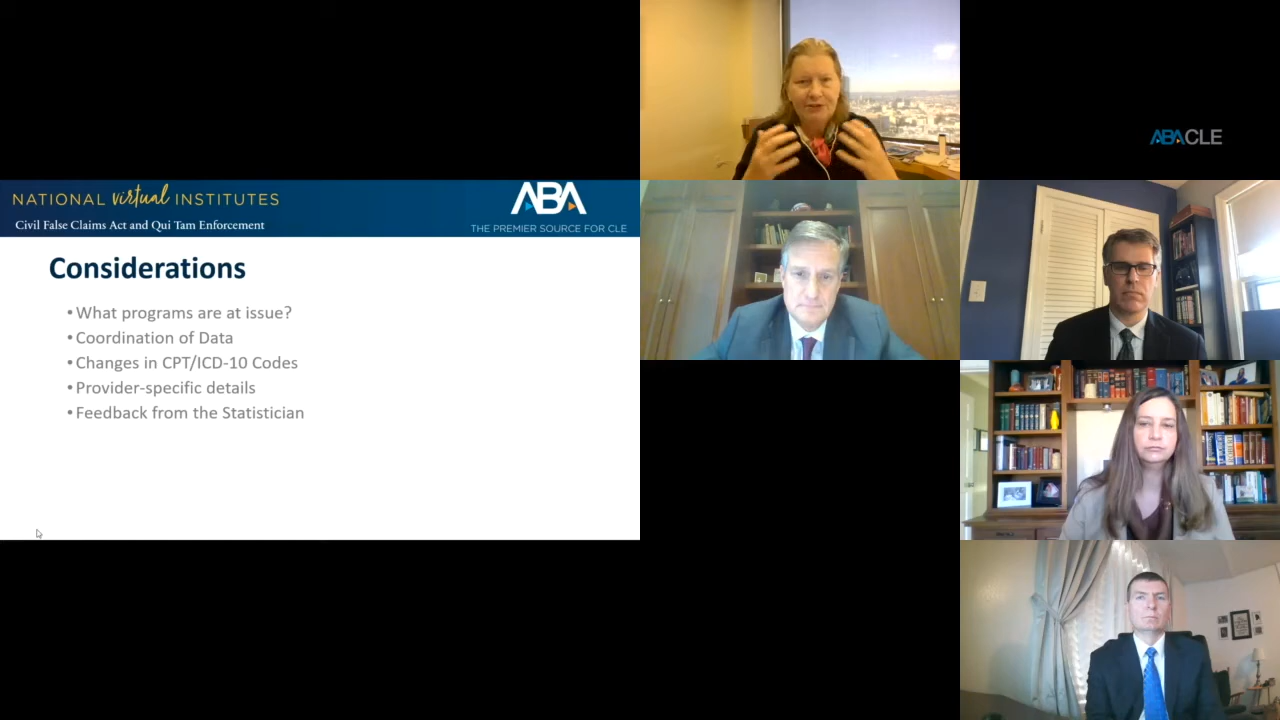 ABACLE
NATIONAL virtual INSTITUTES
Civil False Claims Act and Qui Tam Enforcement
ABA
THE PREMIER SOURCE FOR CLE
Considerations
• What programs are at issue?
• Coordination of Data
• Changes in CPT/ICD-10 Codes
• Provider-specific details
• Feedback from the Statistician